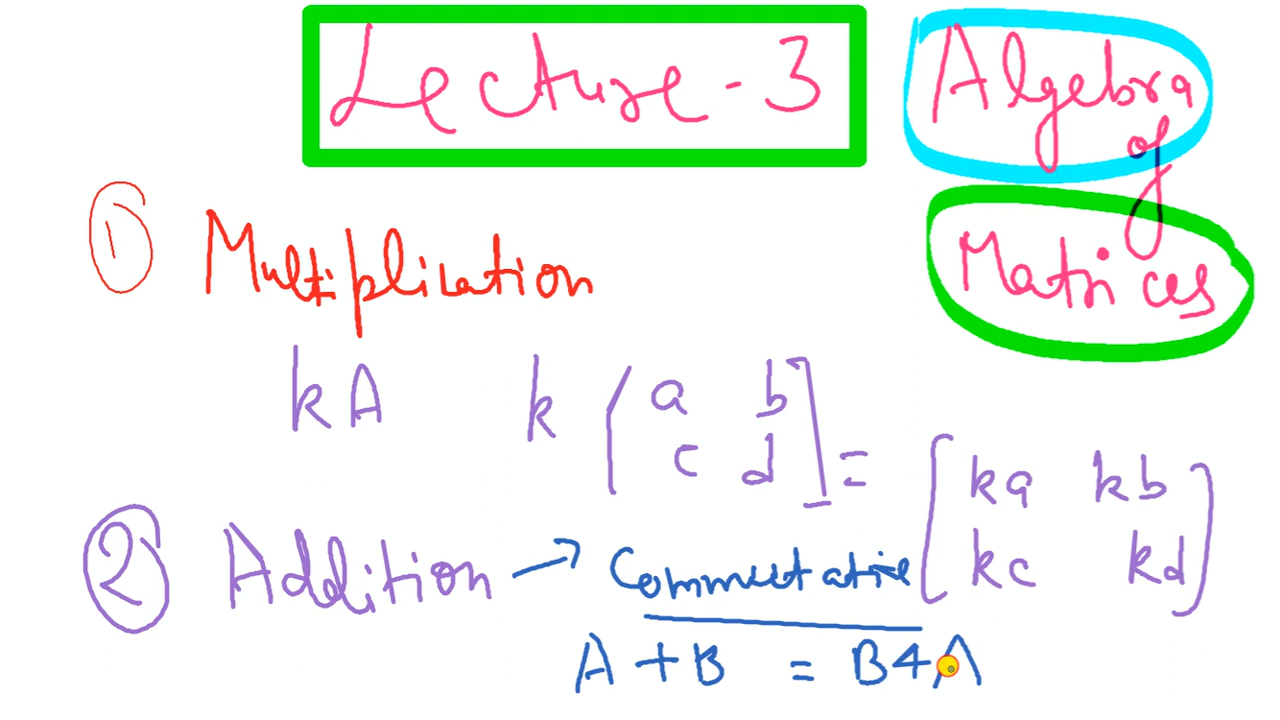 Lecture - 3
Algebra
of
Matrices
① Multiplication
kA k [a b
c d] = [ka kb
kc kd]
② Addition → Commutative
A + B = B + A